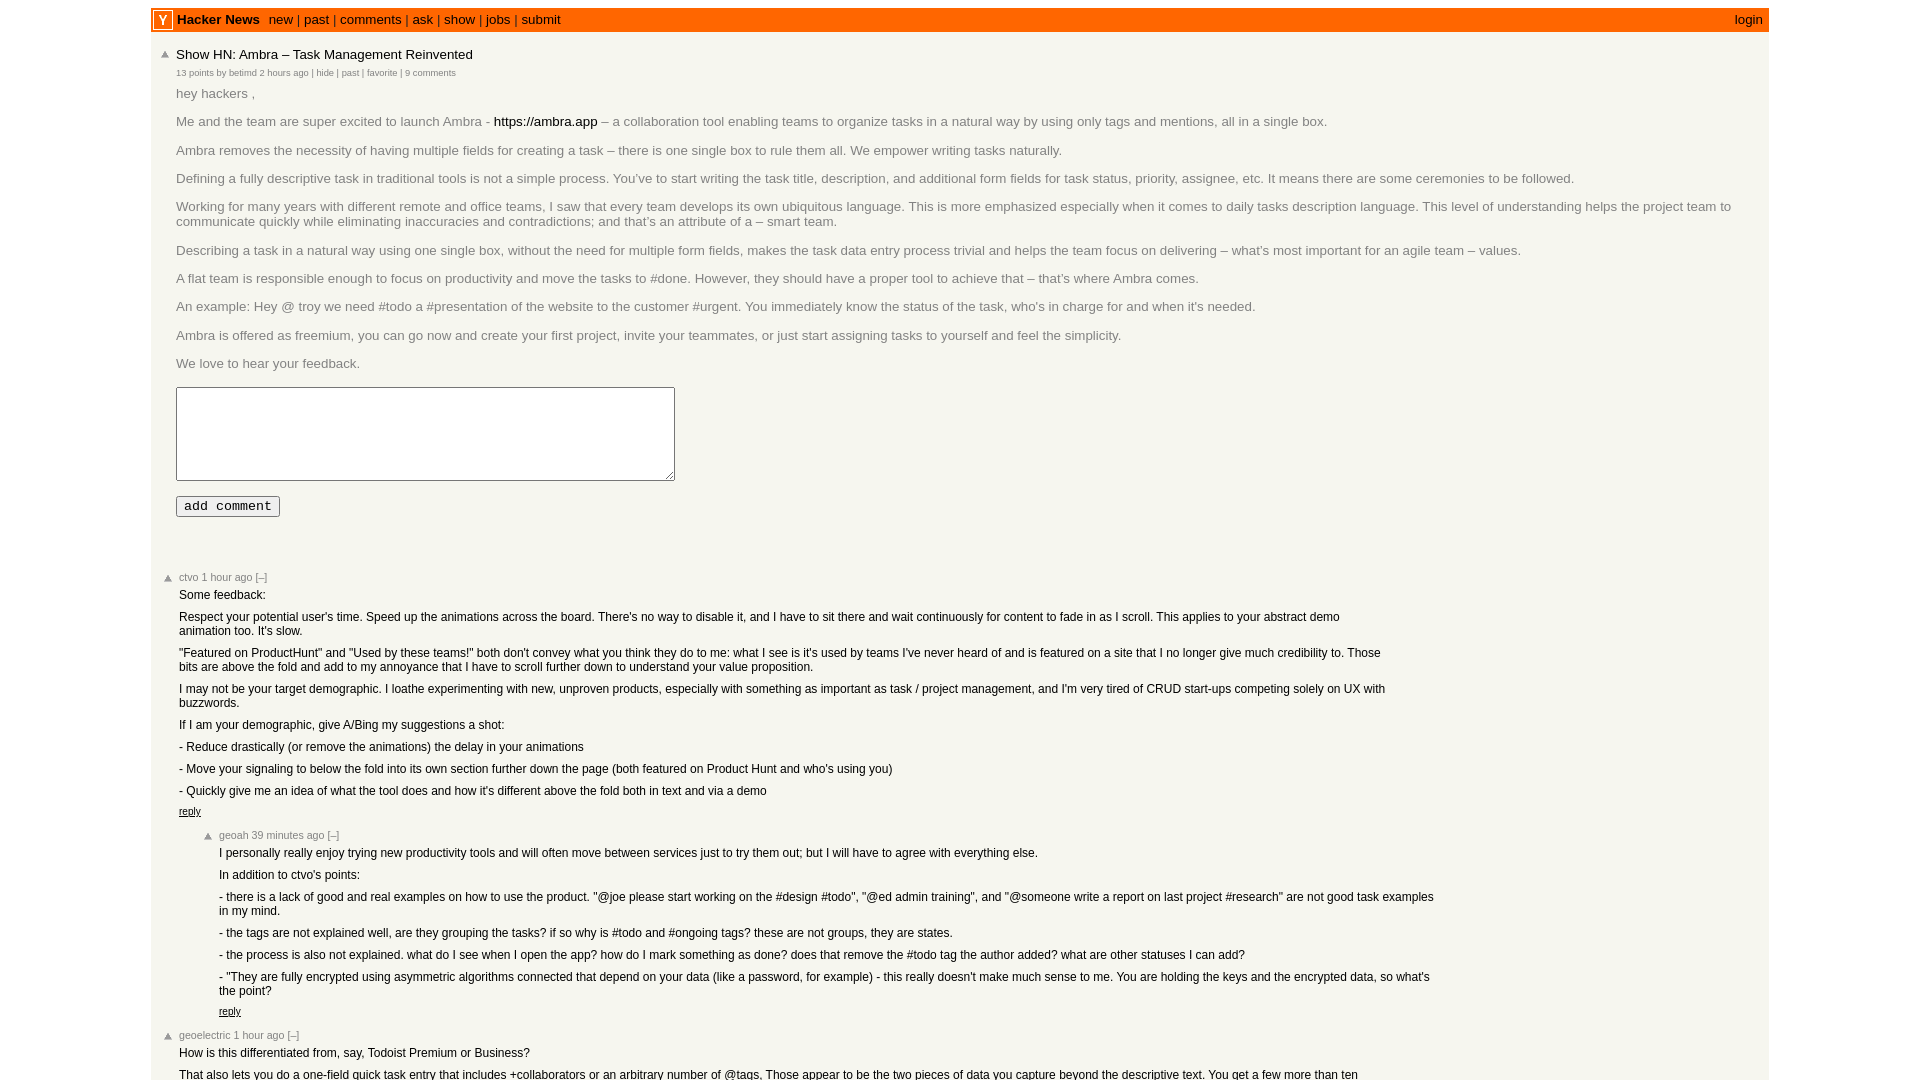 Y Hacker News new | past | comments | ask | show | jobs | submit login
Show HN: Ambra – Task Management Reinvented
13 points by betimd 2 hours ago | hide | past | favorite | 9 comments
hey hackers ,
Me and the team are super excited to launch Ambra - https://ambra.app – a collaboration tool enabling teams to organize tasks in a natural way by using only tags and mentions, all in a single box.
Ambra removes the necessity of having multiple fields for creating a task – there is one single box to rule them all. We empower writing tasks naturally.
Defining a fully descriptive task in traditional tools is not a simple process. You’ve to start writing the task title, description, and additional form fields for task status, priority, assignee, etc. It means there are some ceremonies to be followed.
Working for many years with different remote and office teams, I saw that every team develops its own ubiquitous language. This is more emphasized especially when it comes to daily tasks description language. This level of understanding helps the project team to
communicate quickly while eliminating inaccuracies and contradictions; and that’s an attribute of a – smart team.
Describing a task in a natural way using one single box, without the need for multiple form fields, makes the task data entry process trivial and helps the team focus on delivering – what’s most important for an agile team – values.
A flat team is responsible enough to focus on productivity and move the tasks to #done. However, they should have a proper tool to achieve that – that’s where Ambra comes.
An example: Hey @ troy we need #todo a #presentation of the website to the customer #urgent. You immediately know the status of the task, who's in charge for and when it's needed.
Ambra is offered as freemium, you can go now and create your first project, invite your teammates, or just start assigning tasks to yourself and feel the simplicity.
We love to hear your feedback.
add comment
ctvo 1 hour ago [–]
Some feedback:
Respect your potential user's time. Speed up the animations across the board. There's no way to disable it, and I have to sit there and wait continuously for content to fade in as I scroll. This applies to your abstract demo
animation too. It's slow.
"Featured on ProductHunt" and "Used by these teams!" both don't convey what you think they do to me: what I see is it's used by teams I've never heard of and is featured on a site that I no longer give much credibility to. Those
bits are above the fold and add to my annoyance that I have to scroll further down to understand your value proposition.
I may not be your target demographic. I loathe experimenting with new, unproven products, especially with something as important as task / project management, and I'm very tired of CRUD start-ups competing solely on UX with
buzzwords.
If I am your demographic, give A/Bing my suggestions a shot:
- Reduce drastically (or remove the animations) the delay in your animations
- Move your signaling to below the fold into its own section further down the page (both featured on Product Hunt and who's using you)
- Quickly give me an idea of what the tool does and how it's different above the fold both in text and via a demo
reply
geoah 39 minutes ago [–]
I personally really enjoy trying new productivity tools and will often move between services just to try them out; but I will have to agree with everything else.
In addition to ctvo's points:
- there is a lack of good and real examples on how to use the product. "@joe please start working on the #design #todo", "@ed admin training", and "@someone write a report on last project #research" are not good task examples
in my mind.
- the tags are not explained well, are they grouping the tasks? if so why is #todo and #ongoing tags? these are not groups, they are states.
- the process is also not explained. what do I see when I open the app? how do I mark something as done? does that remove the #todo tag the author added? what are other statuses I can add?
- "They are fully encrypted using asymmetric algorithms connected that depend on your data (like a password, for example) - this really doesn't make much sense to me. You are holding the keys and the encrypted data, so what's
the point?
reply
geoelectric 1 hour ago [–]
How is this differentiated from, say, Todoist Premium or Business?
That also lets you do a one-field quick task entry that includes +collaborators or an arbitrary number of @tags, Those appear to be the two pieces of data you capture beyond the descriptive text. You get a few more than ten